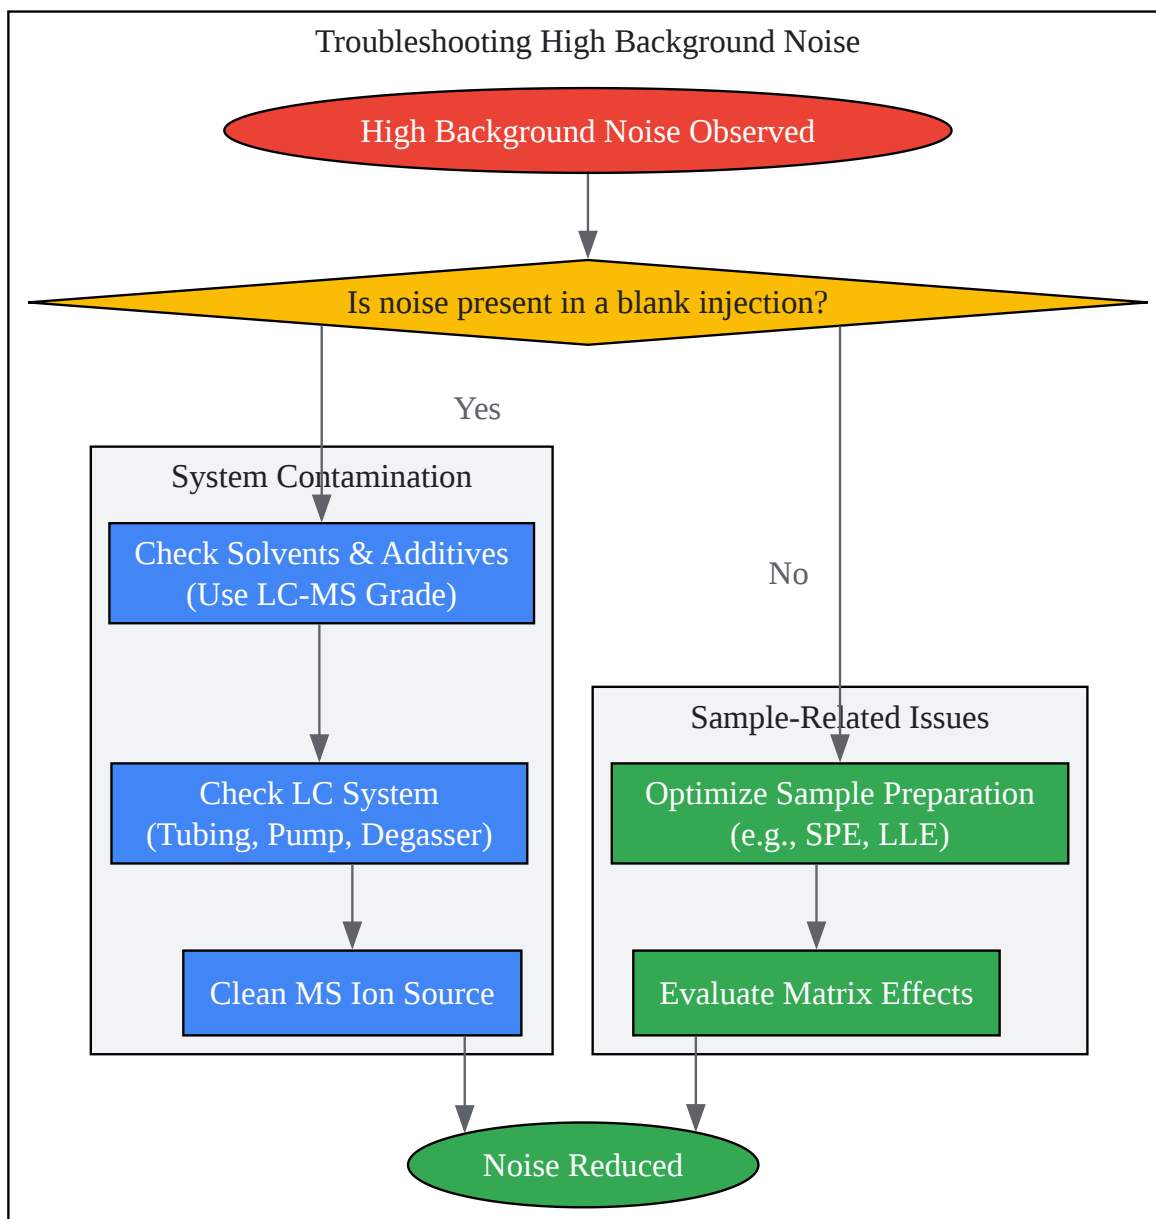 Troubleshooting High Background Noise
High Background Noise Observed
Is noise present in a blank injection?
Yes
System Contamination
Check Solvents & Additives
(Use LC-MS Grade)
Check LC System
(Tubing, Pump, Degasser)
Clean MS Ion Source
No
Sample-Related Issues
Optimize Sample Preparation
(e.g., SPE, LLE)
Evaluate Matrix Effects
Noise Reduced